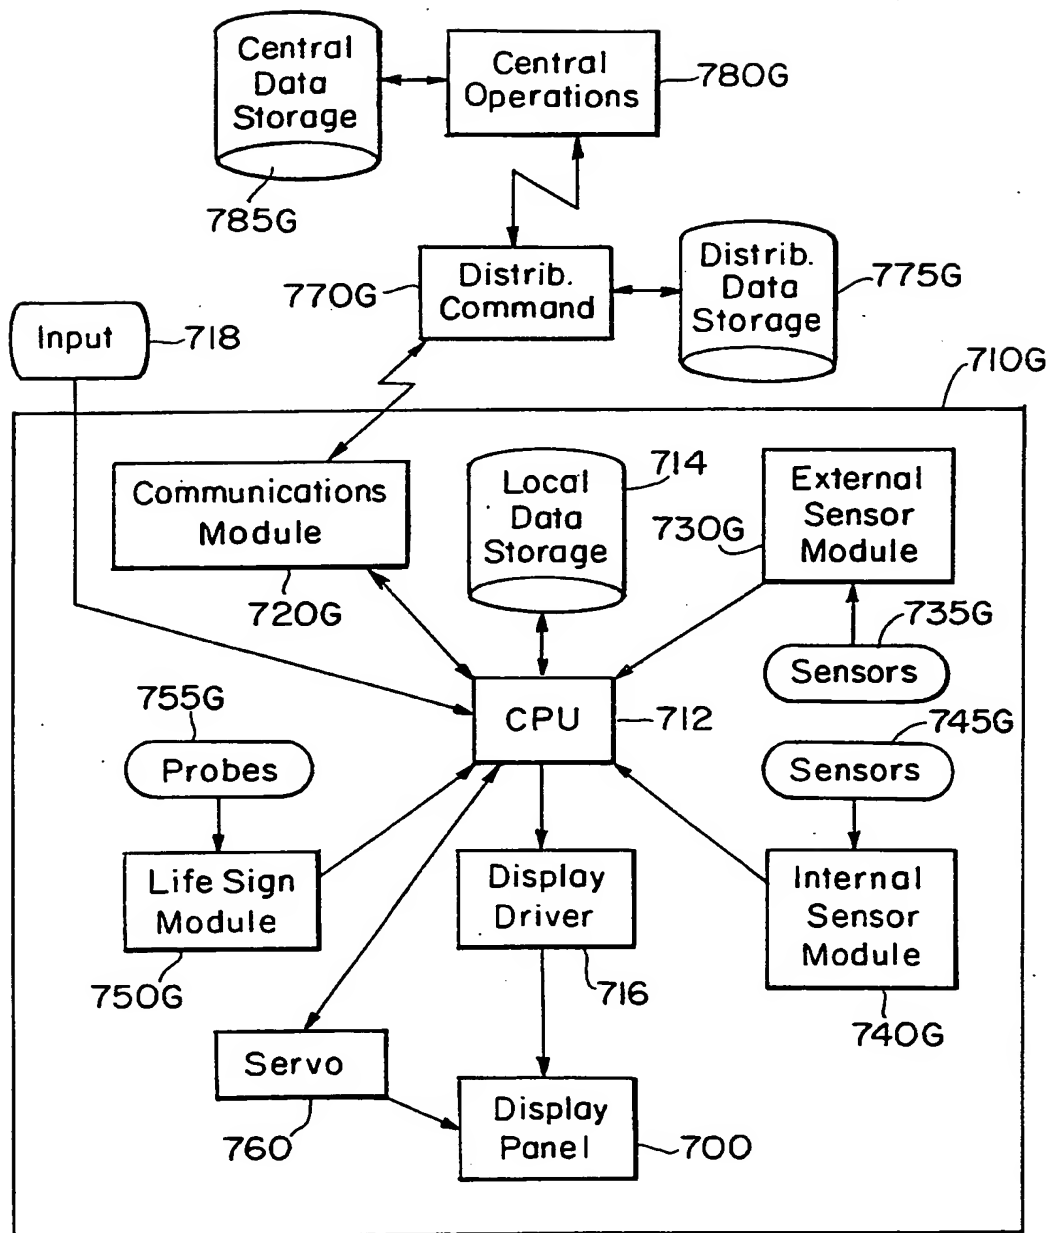 Central
Data
Storage
785G
Central
Operations
780G
Distrib.
Command
770G
Distrib.
Data
Storage
775G
Input
718
710G
Communications
Module
720G
Local
Data
Storage
714
External
Sensor
Module
730G
735G
Sensors
CPU
712
755G
Probes
745G
Sensors
Life Sign
Module
750G
Display
Driver
716
Internal
Sensor
Module
740G
Servo
760
Display
Panel
700